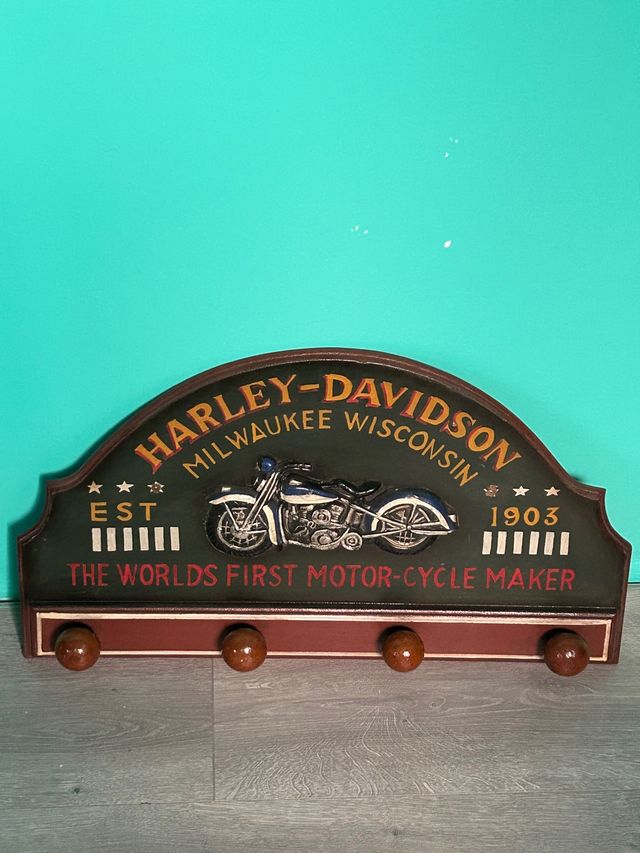 HARLEY-DAVIDSON
MILWAUKEE WISCONSIN
EST 1903
THE WORLDS FIRST MOTOR-CYCLE MAKER